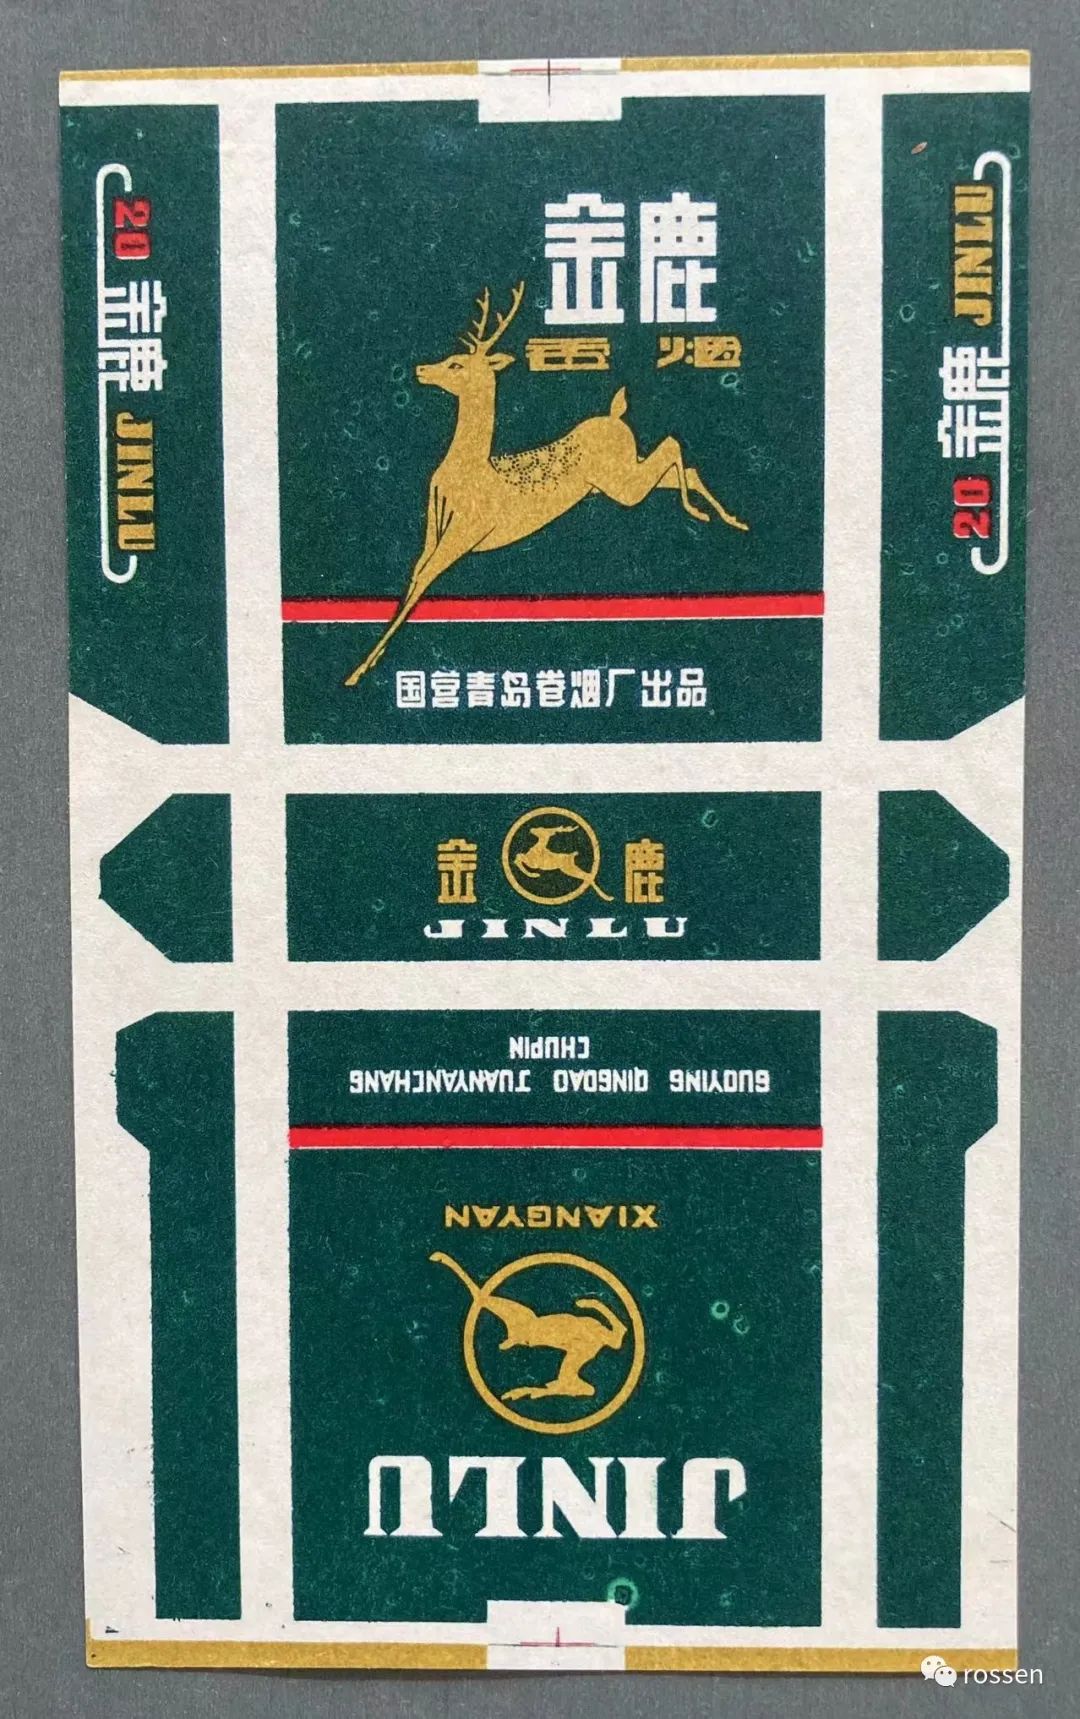 金鹿
香烟
国营青岛卷烟厂出品
20 金鹿 JINLU
JINLU 金鹿 20
金 鹿
JINLU
GUOYING QINGDAO JUANYANCHANG
CHUPIN
XIANGYAN
JINLU
rossen